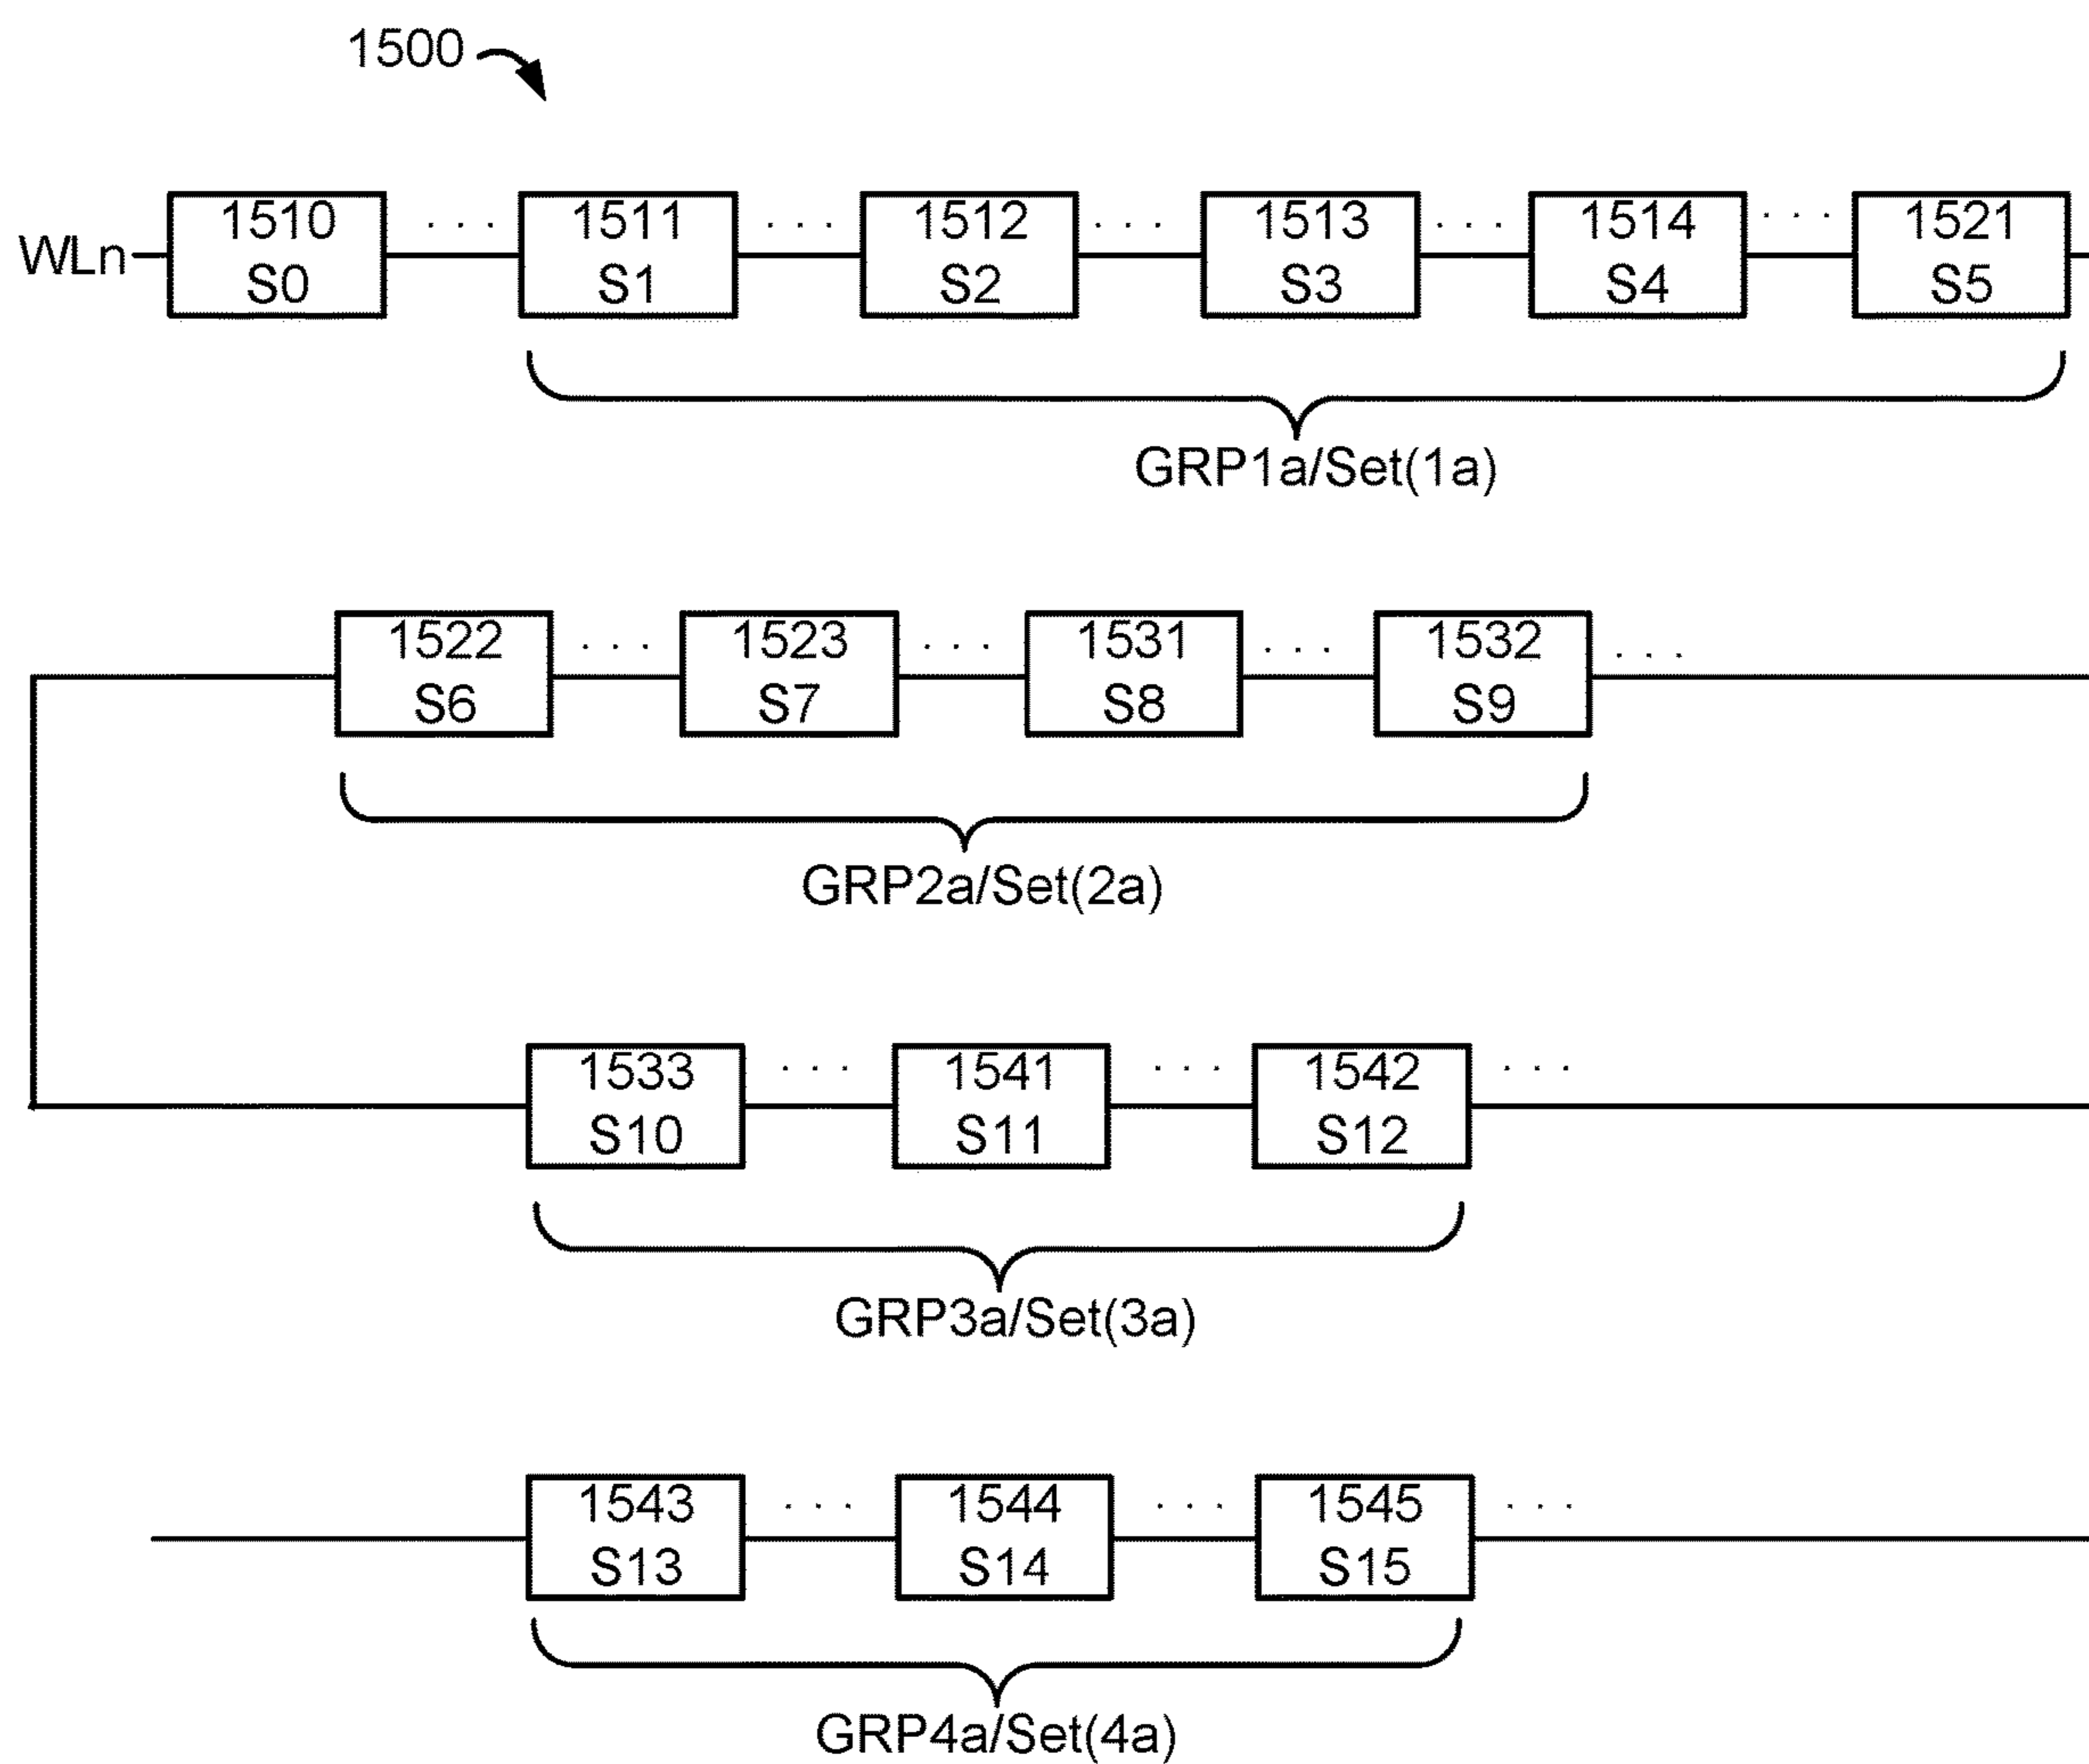 1500
WLn
1510 ... 1511 ... 1512 ... 1513 ... 1514 ... 1521
S0 S1 S2 S3 S4 S5
GRP1a/Set(1a)
1522 ... 1523 ... 1531 ... 1532 ...
S6 S7 S8 S9
GRP2a/Set(2a)
1533 ... 1541 ... 1542 ...
S10 S11 S12
GRP3a/Set(3a)
1543 ... 1544 ... 1545 ...
S13 S14 S15
GRP4a/Set(4a)